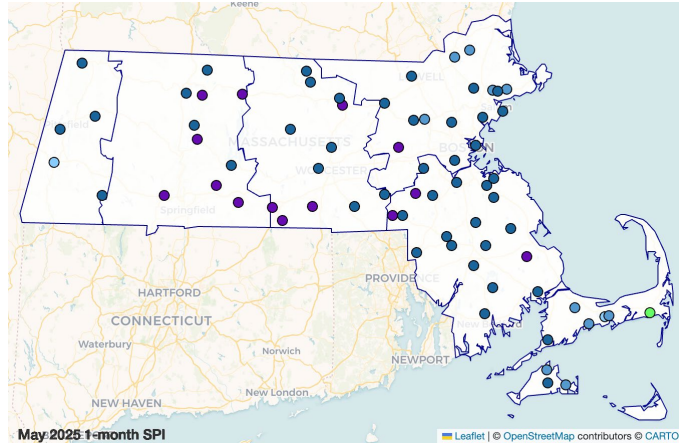 Keene
LOWELL
MASSACHUSETTS
BOSTON
WORCESTER
Springfield
PROVIDENCE
HARTFORD
CONNECTICUT
Waterbury
Norwich
NEWPORT
New London
NEW HAVEN
May 2025 1-month SPI
Leaflet | © OpenStreetMap contributors © CARTO